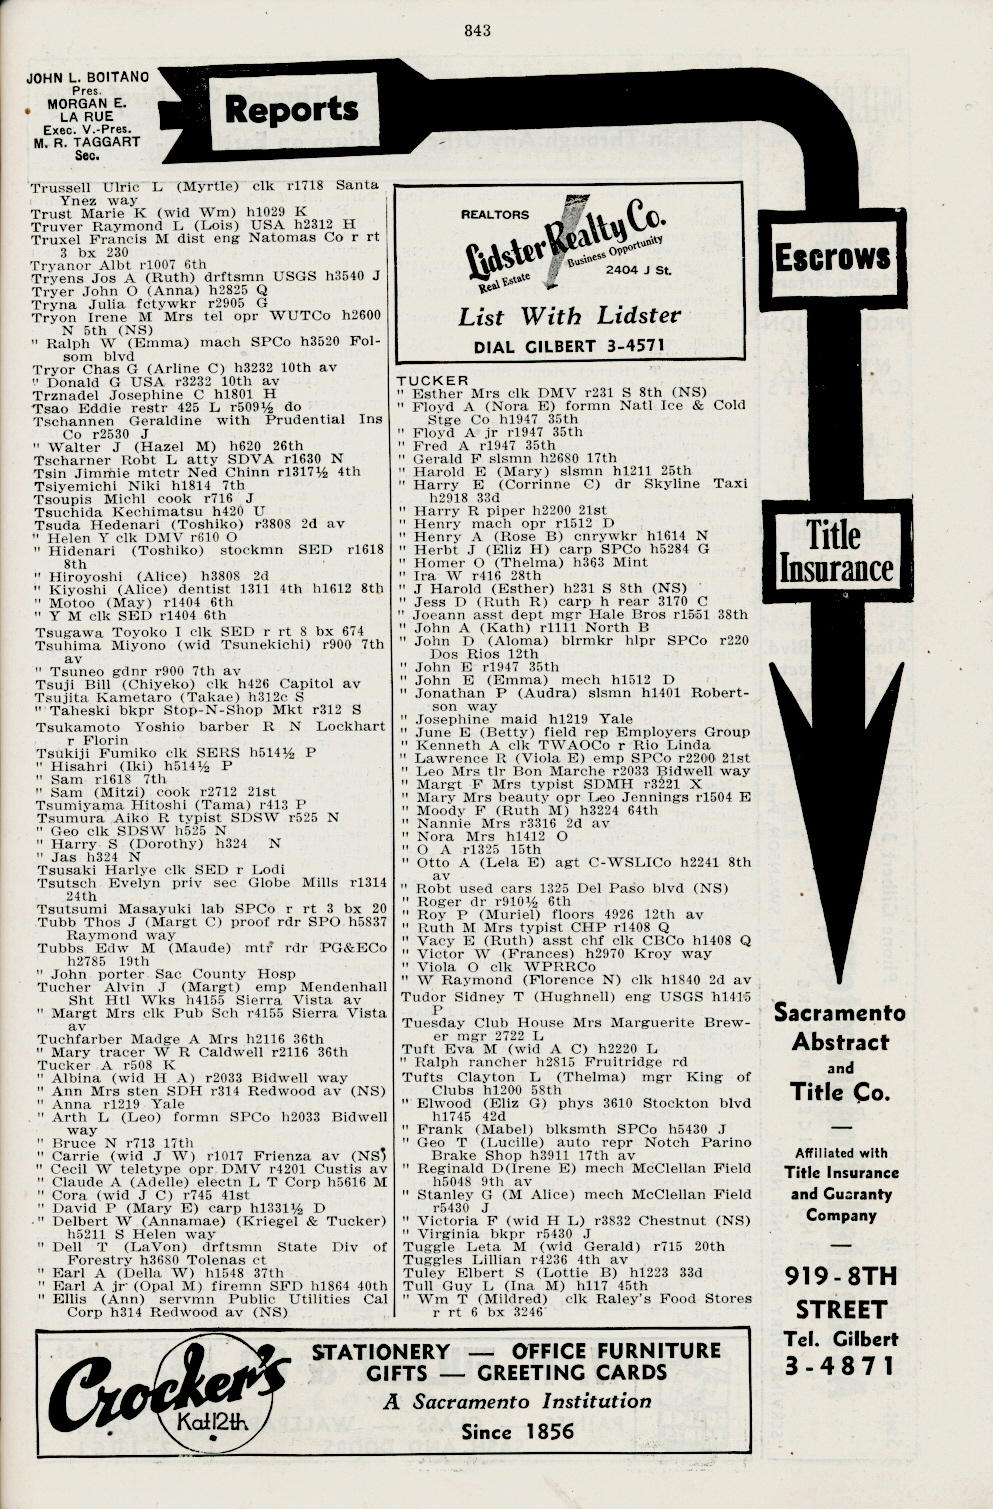 843
JOHN L. BOITANO
Pres.
MORGAN E.
LA RUE
Exec. V.-Pres.
M. R. TAGGART
Sec.
Reports
Escrows
Title
Insurance
Sacramento
Abstract
and
Title Co.
—
Affiliated with
Title Insurance
and Guaranty
Company
—
919-8TH
STREET
Tel. Gilbert
3-4871
Trussell Ulric L (Myrtle) clk r1718 Santa
Ynez way
Trust Marie K (wid Wm) h1029 K
Truver Raymond L (Lois) USA h2312 H
Truxel Francis M dist eng Natomas Co r rt
3 bx 230
Tryanor Albt r1007 6th
Tryens Jos A (Ruth) drftsmn USGS h3540 J
Tryer John O (Anna) h2825 Q
Tryna Julia fctywkr r2905 G
Tryon Irene M Mrs tel opr WUTCo h2600
N 5th (NS)
" Ralph W (Emma) mach SPCo h3520 Fol-
som blvd
Tryor Chas G (Arline C) h3232 10th av
" Donald G USA r3232 10th av
Trznadel Josephine C h1801 H
Tsao Eddie restr 425 L r509½ do
Tschannen Geraldine with Prudential Ins
Co r2530 J
" Walter J (Hazel M) h620 26th
Tscharner Robt L atty SDVA r1630 N
Tsin Jimmie mtctr Ned Chinn r1317½ 4th
Tsiyemichi Niki h1814 7th
Tsoupis Michl cook r716 J
Tsuchida Kechimatsu h420 U
Tsuda Hedenari (Toshiko) r3808 2d av
" Helen Y clk DMV r610 O
" Hidenari (Toshiko) stockmn SED r1618
8th
" Hiroyoshi (Alice) h3808 2d
" Kiyoshi (Alice) dentist 1311 4th h1612 8th
" Motoo (May) r1404 6th
" Y M clk SED r1404 6th
Tsugawa Toyoko I clk SED r rt 8 bx 674
Tsuhima Miyono (wid Tsunekichi) r900 7th
av
" Tsuneo gdnr r900 7th av
Tsuji Bill (Chiyeko) clk h426 Capitol av
Tsujita Kametaro (Takae) h312c S
" Taheski bkpr Stop-N-Shop Mkt r312 S
Tsukamoto Yoshio barber R N Lockhart
r Florin
Tsukiji Fumiko clk SERS h514½ P
" Hisahri (Iki) h514½ P
" Sam r1618 7th
" Sam (Mitzi) cook r2712 21st
Tsumiyama Hitoshi (Tama) r413 P
Tsumura Aiko R typist SDSW r525 N
" Geo clk SDSW h525 N
" Harry S (Dorothy) h324 N
" Jas h324 N
Tsusaki Harlye clk SED r Lodi
Tsutsch Evelyn priv sec Globe Mills r1314
24th
Tsutsumi Masayuki lab SPCo r rt 3 bx 20
Tubb Thos J (Margt C) proof rdr SPO h5837
Raymond way
Tubbs Edw M (Maude) mtr rdr PG&ECo
h2785 19th
" John porter Sac County Hosp
Tucher Alvin J (Margt) emp Mendenhall
Sht Htl Wks h4155 Sierra Vista av
" Margt Mrs clk Pub Sch r4155 Sierra Vista
av
Tuchfarber Madge A Mrs h2116 36th
" Mary tracer W R Caldwell r2116 36th
Tucker A r508 K
" Albina (wid H A) r2033 Bidwell way
" Ann Mrs sten SDH r314 Redwood av (NS)
" Anna r1219 Yale
" Arth L (Leo) formn SPCo h2033 Bidwell
way
" Bruce N r713 17th
" Carrie (wid J W) r1017 Frienza av (NS)
" Cecil W teletype opr DMV r4201 Custis av
" Claude A (Adelle) electn L T Corp h5616 M
" Cora (wid J C) r745 41st
" David P (Mary E) carp h1331½ D
" Delbert W (Annamae) (Kriegel & Tucker)
h5211 S Helen way
" Dell T (LaVon) drftsmn State Div of
Forestry h3680 Tolenas ct
" Earl A (Della W) h1548 37th
" Earl A jr (Opal M) firemn SFD h1864 40th
" Ellis (Ann) servmn Public Utilities Cal
Corp h314 Redwood av (NS)
REALTORS
Lidster Realty Co.
Real Estate Business Opportunity
2404 J St.
List With Lidster
DIAL GILBERT 3-4571
TUCKER
" Esther Mrs clk DMV r231 S 8th (NS)
" Floyd A (Nora E) formn Natl Ice & Cold
Stge Co h1947 35th
" Floyd A jr r1947 35th
" Fred A r1947 35th
" Gerald F slsmn h2680 17th
" Harold E (Mary) slsmn h1211 25th
" Harry E (Corrinne C) dr Skyline Taxi
h2918 33d
" Harry R piper h2200 21st
" Henry mach opr r1512 D
" Henry A (Rose B) cnrywkr h1614 N
" Herbt J (Eliz H) carp SPCo h5284 G
" Homer O (Thelma) h363 Mint
" Ira W r416 28th
" J Harold (Esther) h231 S 8th (NS)
" Jess D (Ruth R) carp h rear 3170 C
" Joeann asst dept mgr Hale Bros r1551 38th
" John A (Kath) r1111 North B
" John D (Aloma) blrmkr hlpr SPCo r220
Dos Rios 12th
" John E r1947 35th
" John E (Emma) mech h1512 D
" Jonathan P (Audra) slsmn h1401 Robert-
son way
" Josephine maid h1219 Yale
" June E (Betty) field rep Employers Group
" Kenneth A clk TWAOCo r Rio Linda
" Lawrence R (Viola E) emp SPCo r2200 21st
" Leo Mrs tlr Bon Marche r2033 Bidwell way
" Margt F Mrs typist SDMH r3221 X
" Mary Mrs beauty opr Leo Jennings r1504 E
" Moody F (Ruth M) h3224 64th
" Nannie Mrs r3316 2d av
" Nora Mrs h1412 O
" O A r1325 15th
" Otto A (Lela E) agt C-WSLICo h2241 8th
av
" Robt used cars 1325 Del Paso blvd (NS)
" Roger dr r910½ 6th
" Roy P (Muriel) floors 4926 12th av
" Ruth M Mrs typist CHP r1408 Q
" Vacy E (Ruth) asst chf clk CBCo h1408 Q
" Victor W (Frances) h2970 Kroy way
" Viola O clk WPRRCo
" W Raymond (Florence N) clk h1840 2d av
Tudor Sidney T (Hughnell) eng USGS h1415
P
Tuesday Club House Mrs Marguerite Brew-
er mgr 2722 L
Tuft Eva M (wid A C) h2220 L
" Ralph rancher h2815 Fruitridge rd
Tufts Clayton L (Thelma) mgr King of
Clubs h1200 58th
" Elwood (Eliz G) phys 3610 Stockton blvd
h1745 42d
" Frank (Mabel) blksmth SPCo h5430 J
" Geo T (Lucille) auto repr Notch Parino
Brake Shop h3911 17th av
" Reginald D(Irene E) mech McClellan Field
h5048 9th av
" Stanley G (M Alice) mech McClellan Field
r5430 J
" Victoria F (wid H L) r3832 Chestnut (NS)
" Virginia bkpr r5430 J
Tuggle Leta M (wid Gerald) r715 20th
Tuggles Lillian r4236 4th av
Tuley Elbert S (Lottie B) h1223 33d
Tull Guy L (Ina M) h117 45th
" Wm T (Mildred) clk Raley's Food Stores
r rt 6 bx 3246
Crocker's
K at 12th
STATIONERY — OFFICE FURNITURE
GIFTS — GREETING CARDS
A Sacramento Institution
Since 1856